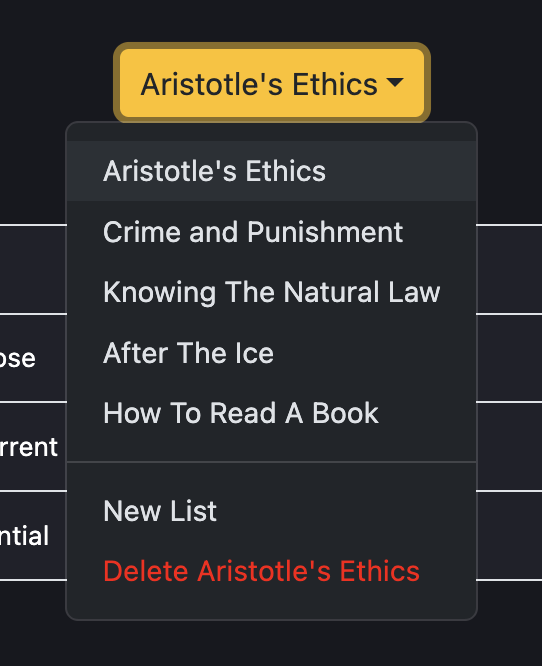 Aristotle's Ethics
Aristotle's Ethics
Crime and Punishment
Knowing The Natural Law
After The Ice
ose
How To Read A Book
rrent
New List
ntial
Delete Aristotle's Ethics